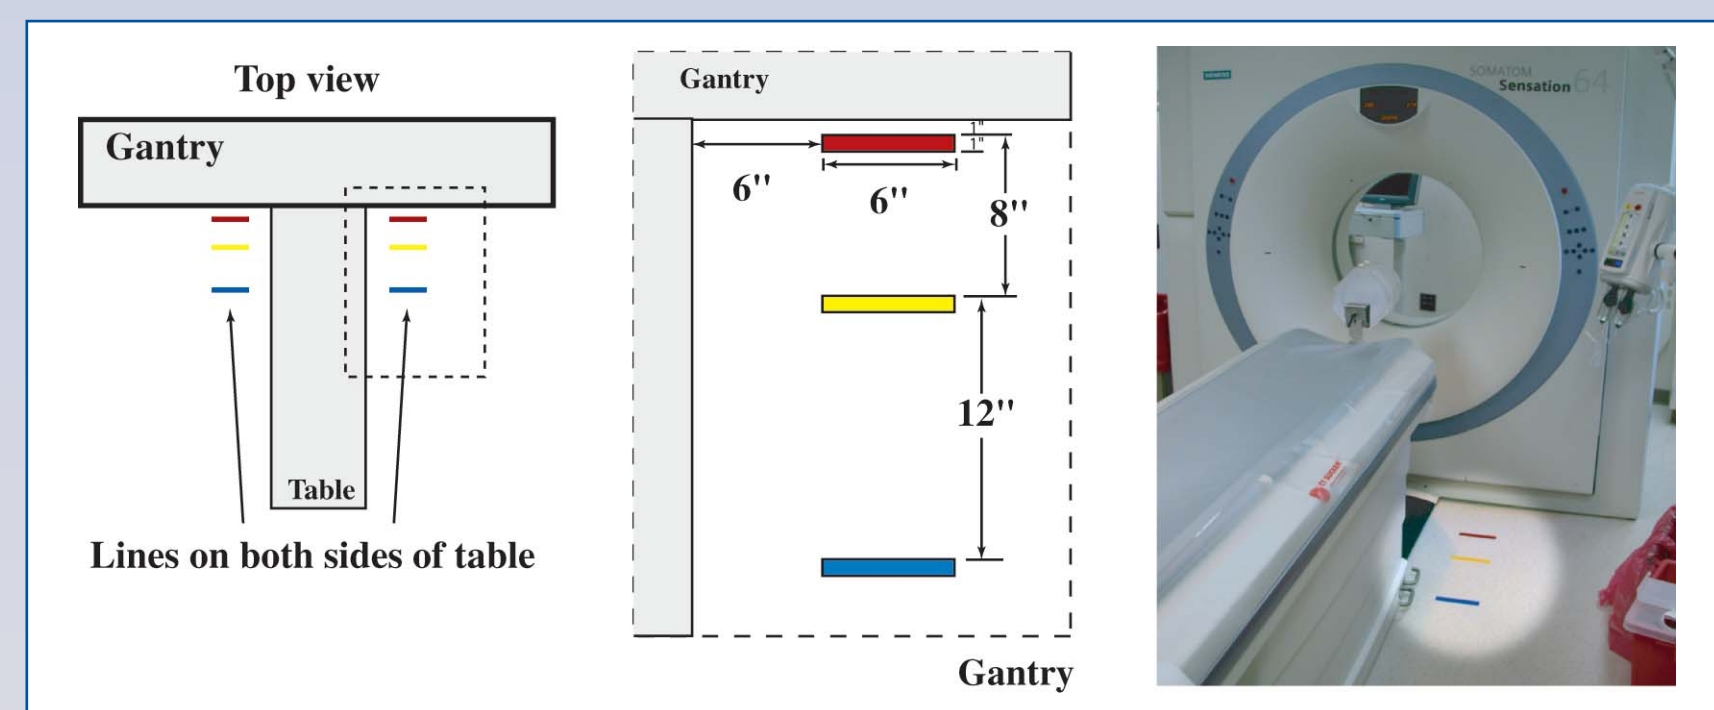 Top view
Gantry
Table
Lines on both sides of table
Gantry
1"
1"
6"
6"
8"
12"
Gantry
SIEMENS
SOMATOM
Sensation 64